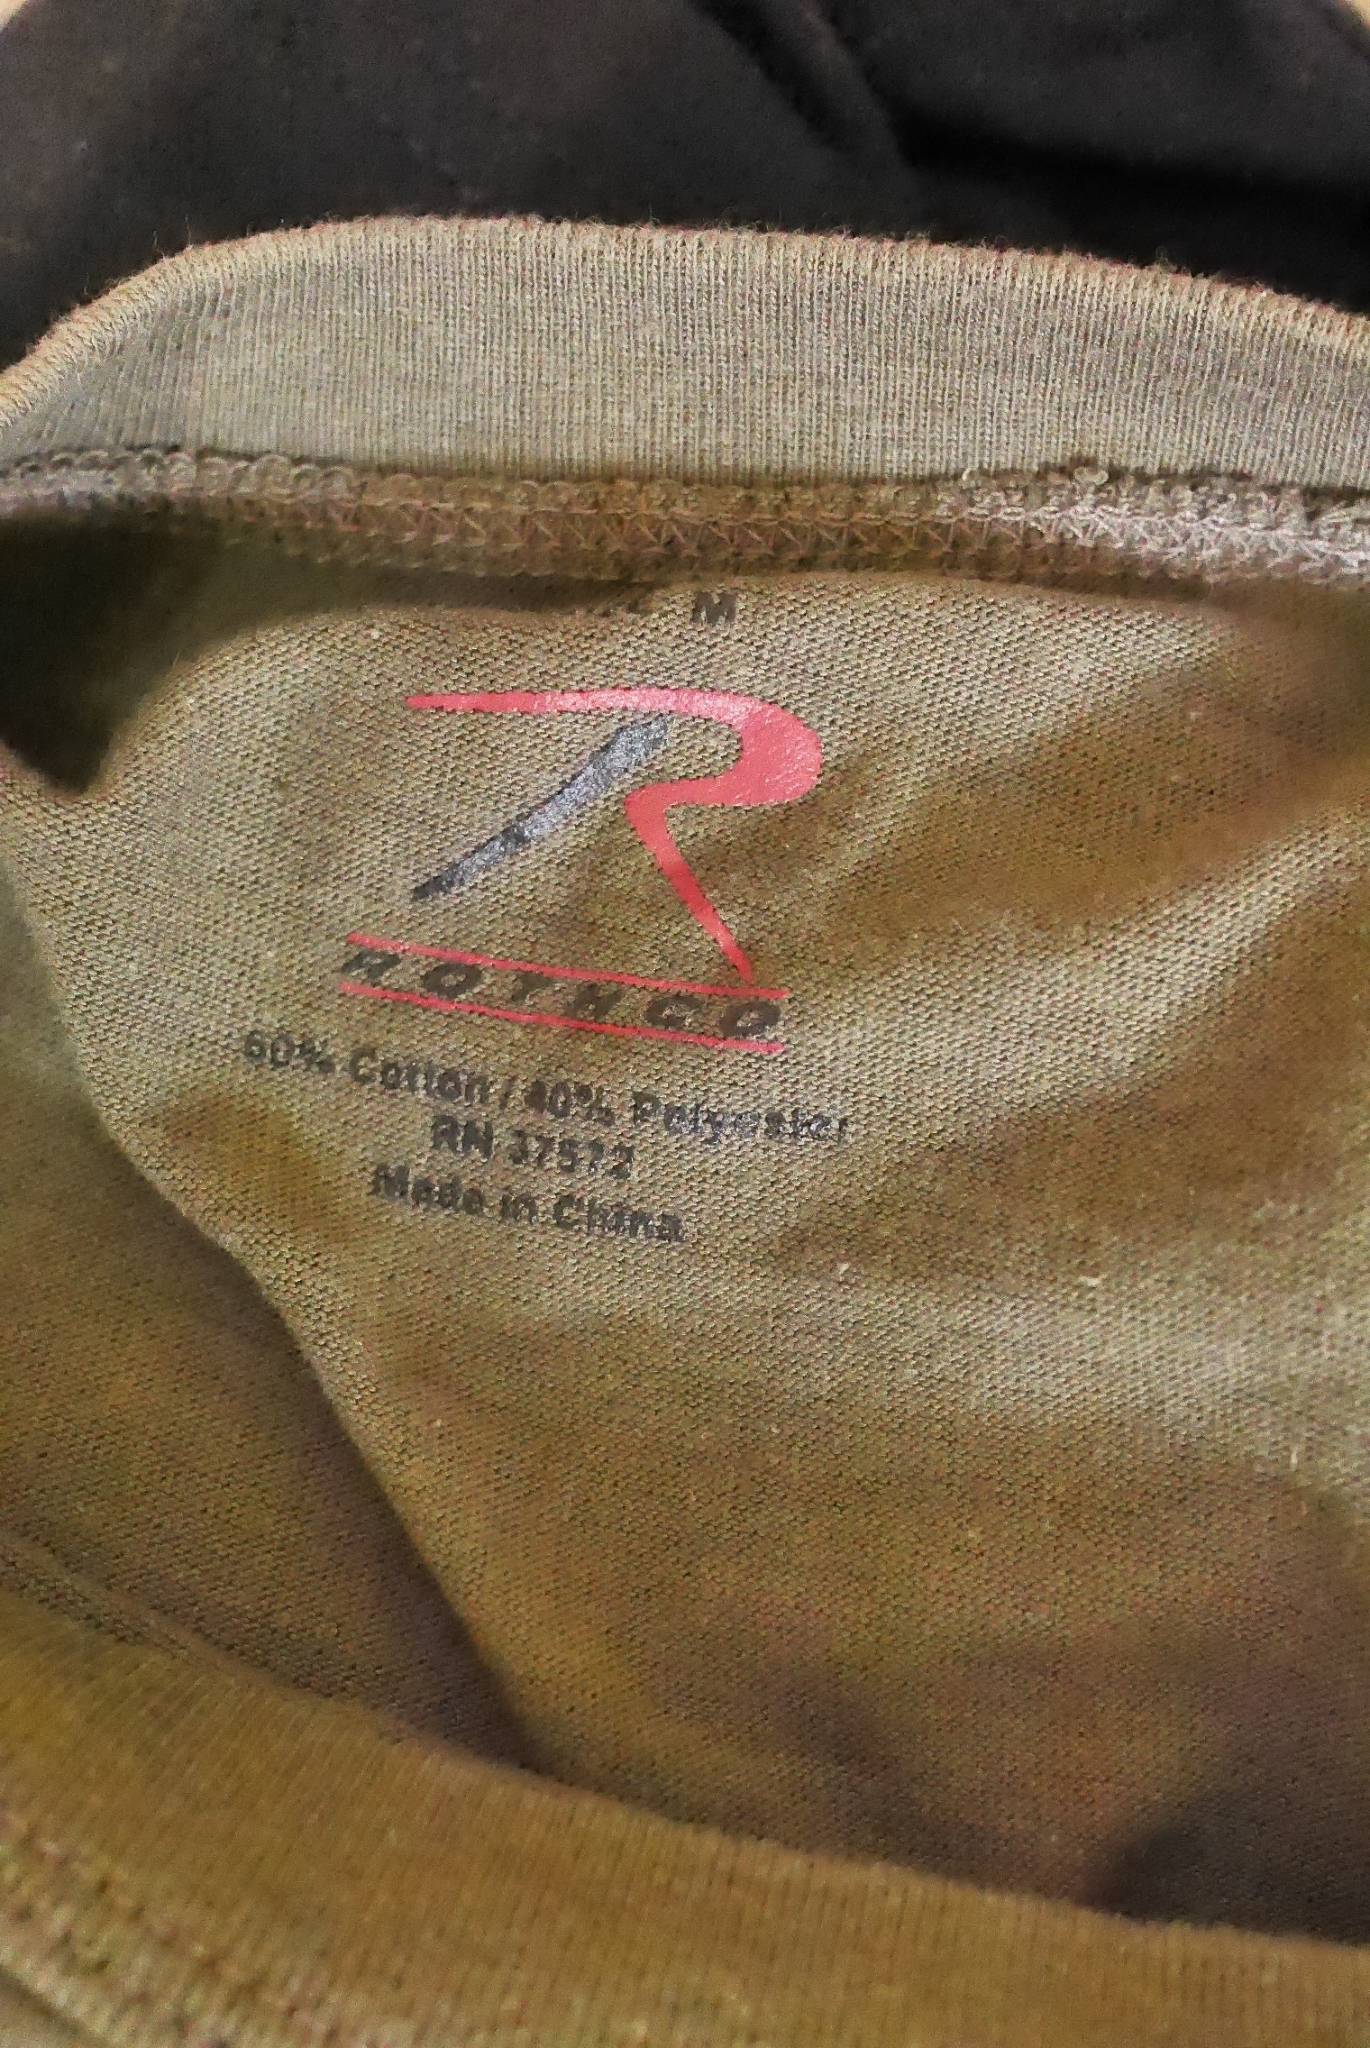 M
R
ROTHCO
60% Cotton / 40% Polyester
RN 37572
Made in China